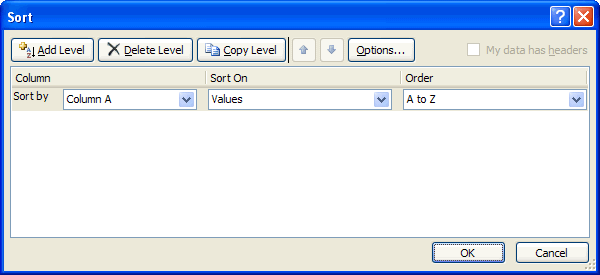 Sort
Add Level Delete Level Copy Level Options... My data has headers
Column Sort On Order
Sort by Column A Values A to Z
OK Cancel